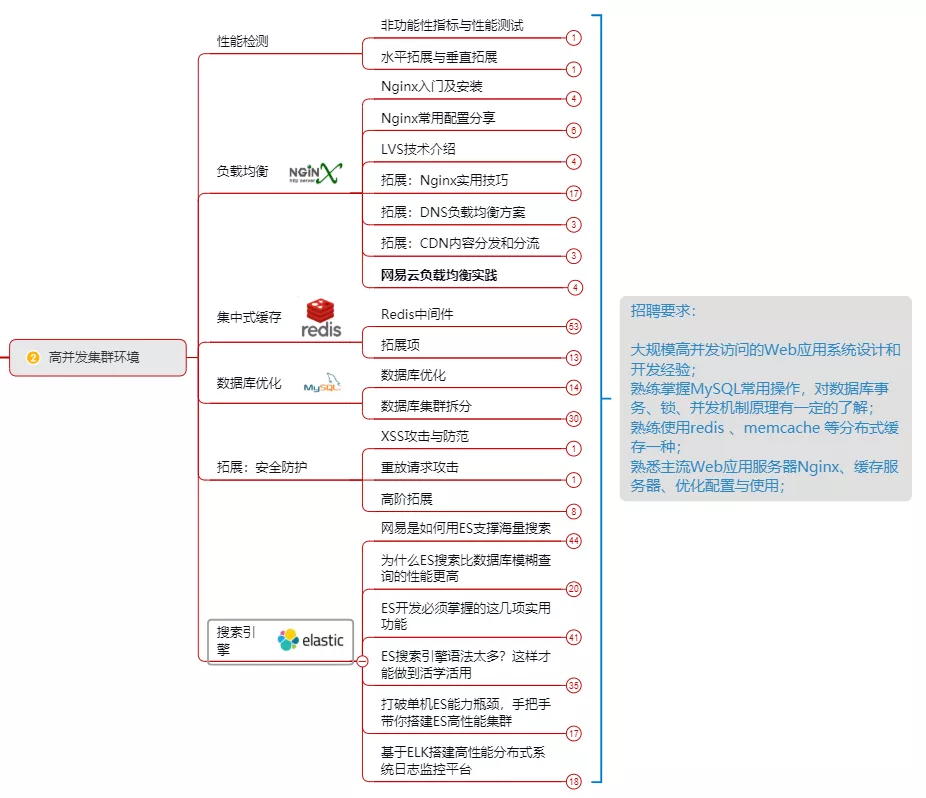 非功能性指标与性能测试
1
性能检测
水平拓展与垂直拓展
1
Nginx入门及安装
4
Nginx常用配置分享
6
LVS技术介绍
4
负载均衡
NGINX
http server
拓展：Nginx实用技巧
17
拓展：DNS负载均衡方案
3
拓展：CDN内容分发和分流
3
网易云负载均衡实践
4
集中式缓存
redis
Redis中间件
53
拓展项
13
2 高并发集群环境
数据库优化
MySQL
数据库优化
14
数据库集群拆分
30
XSS攻击与防范
1
拓展：安全防护
重放请求攻击
1
高阶拓展
8
网易是如何用ES支撑海量搜索
44
为什么ES搜索比数据库模糊查
询的性能更高
20
ES开发必须掌握的这几项实用
功能
41
搜索引
擎
elastic
ES搜索引擎语法太多？这样才
能做到活学活用
35
打破单机ES能力瓶颈，手把手
带你搭建ES高性能集群
17
基于ELK搭建高性能分布式系
统日志监控平台
18
招聘要求：
大规模高并发访问的Web应用系统设计和
开发经验；
熟练掌握MySQL常用操作，对数据库事
务、锁、并发机制原理有一定的了解；
熟练使用redis 、memcache 等分布式缓
存一种；
熟悉主流Web应用服务器Nginx、缓存服
务器、优化配置与使用；